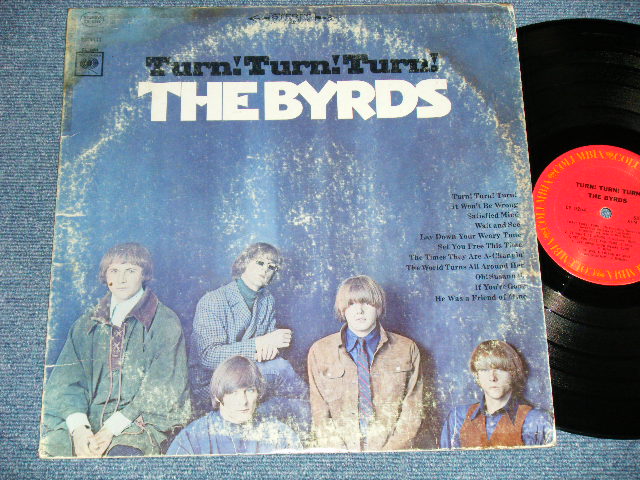 Turn! Turn! Turn!
THE BYRDS
Turn! Turn! Turn!
It Won't Be Wrong
Satisfied Mind
Wait and See
Lay Down Your Weary Tune
Set You Free This Time
The Times They Are A-Changin'
The World Turns All Around Her
Oh! Susannah
If You're Gone
He Was a Friend of Mine
COLUMBIA
TURN! TURN! TURN!
THE BYRDS